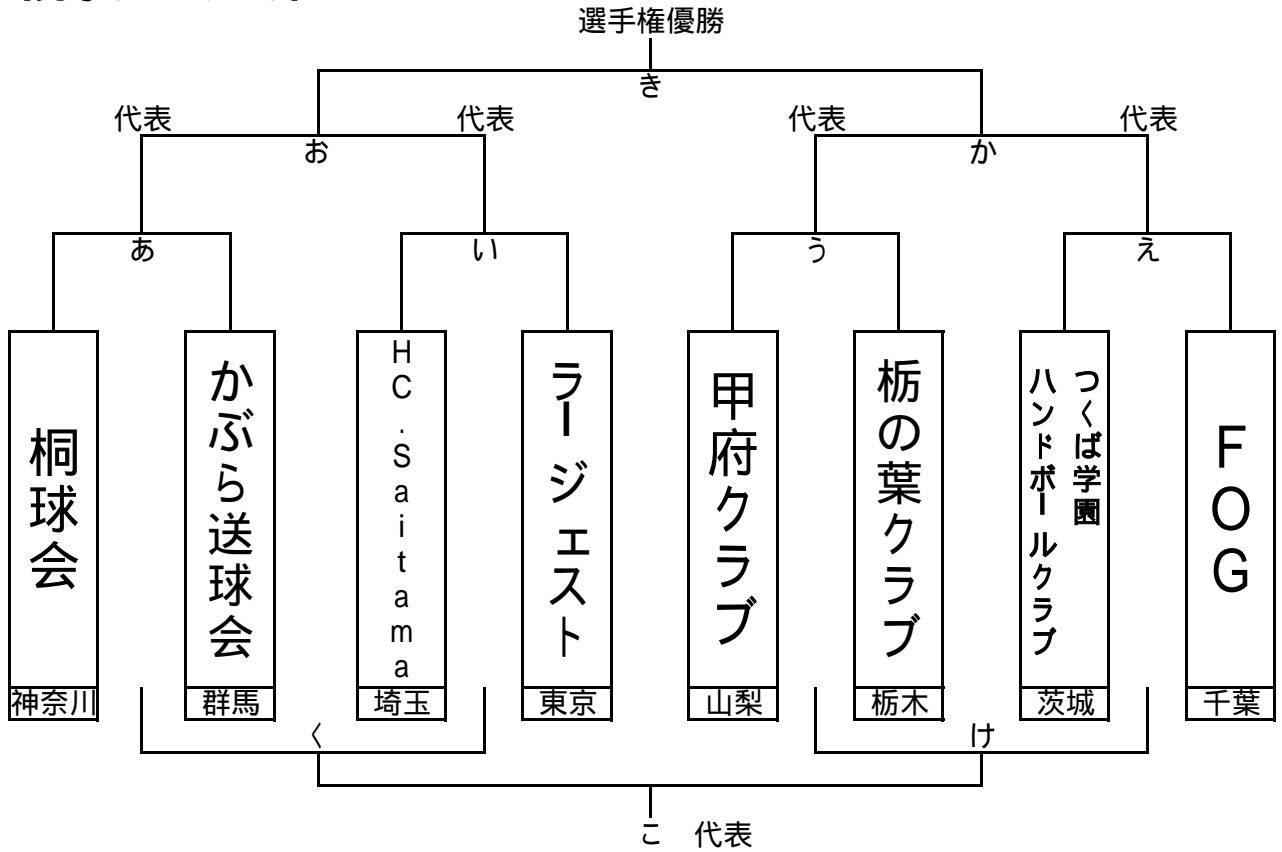 選手権優勝
き
代表
代表
代表
代表
お
か
あ
い
う
え
桐球会
かぶら送球会
HC.Saitama
ラージェスト
甲府クラブ
栃の葉クラブ
つくば学園
ハンドボールクラブ
FOG
神奈川
群馬
埼玉
東京
山梨
栃木
茨城
千葉
く
け
こ 代表